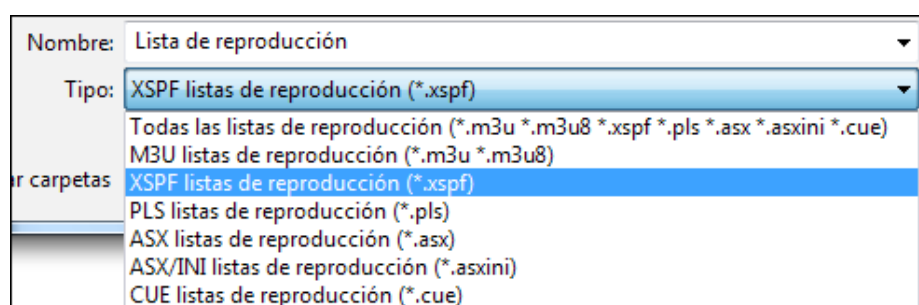 Nombre: Lista de reproducción
Tipo: XSPF listas de reproducción (*.xspf)
Todas las listas de reproducción (*.m3u *.m3u8 *.xspf *.pls *.asx *.asxini *.cue)
M3U listas de reproducción (*.m3u *.m3u8)
ar carpetas XSPF listas de reproducción (*.xspf)
PLS listas de reproducción (*.pls)
ASX listas de reproducción (*.asx)
ASX/INI listas de reproducción (*.asxini)
CUE listas de reproducción (*.cue)